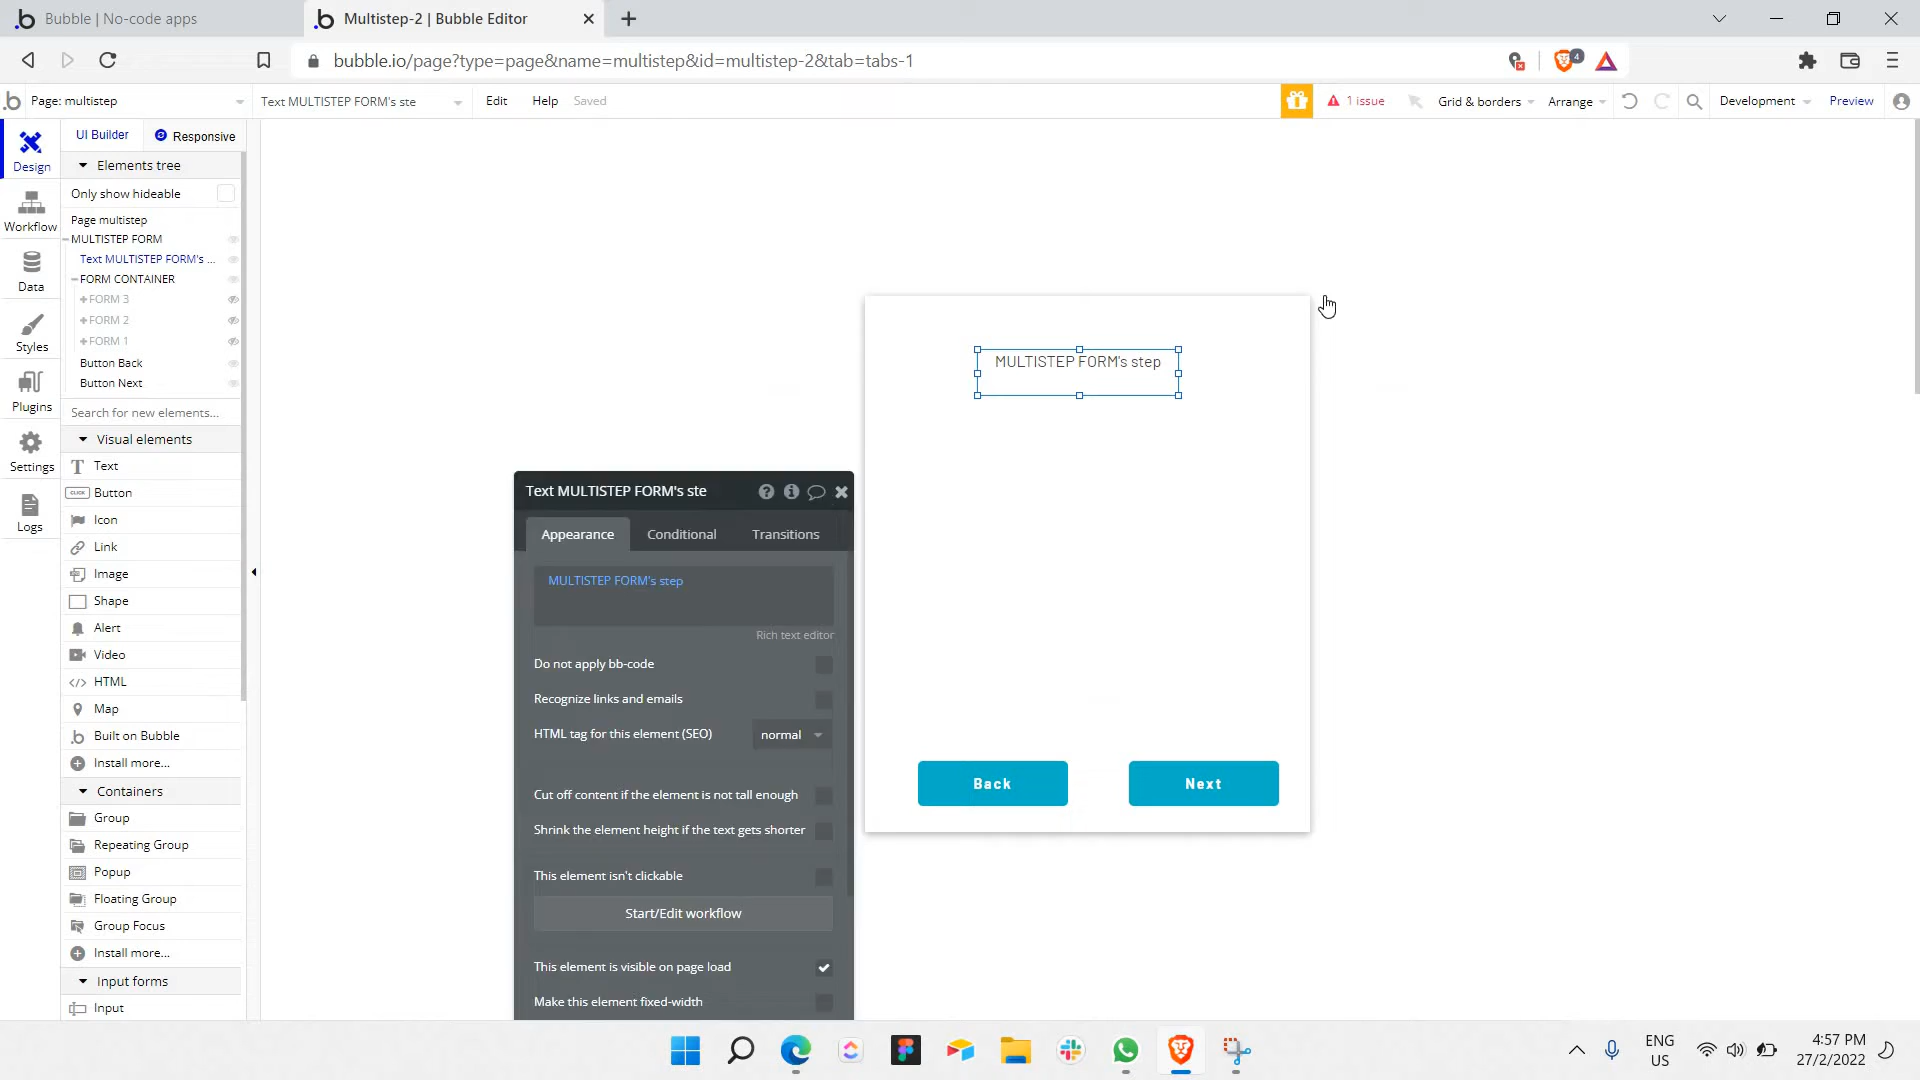 Bubble | No-code apps
Multistep-2 | Bubble Editor
bubble.io/page?type=page&name=multistep&id=multistep-2&tab=tabs-1
4
Page: multistep
Text MULTISTEP FORM's ste
Edit
Help
Saved
1 issue
Grid & borders
Arrange
Development
Preview
Design
Workflow
Data
Styles
Plugins
Settings
Logs
UI Builder
Responsive
Elements tree
Only show hideable
Page multistep
MULTISTEP FORM
Text MULTISTEP FORM's ...
FORM CONTAINER
FORM 3
FORM 2
FORM 1
Button Back
Button Next
Search for new elements...
Visual elements
Text
CLICK
Button
Icon
Link
Image
Shape
Alert
Video
HTML
Map
Built on Bubble
Install more...
Containers
Group
Repeating Group
Popup
Floating Group
Group Focus
Install more...
Input forms
Input
Text MULTISTEP FORM's ste
Appearance
Conditional
Transitions
MULTISTEP FORM's step
Rich text editor
Do not apply bb-code
Recognize links and emails
HTML tag for this element (SEO)
normal
Cut off content if the element is not tall enough
Shrink the element height if the text gets shorter
This element isn't clickable
Start/Edit workflow
This element is visible on page load
Make this element fixed-width
MULTISTEP FORM's step
Back
Next
ENG
US
4:57 PM
27/2/2022